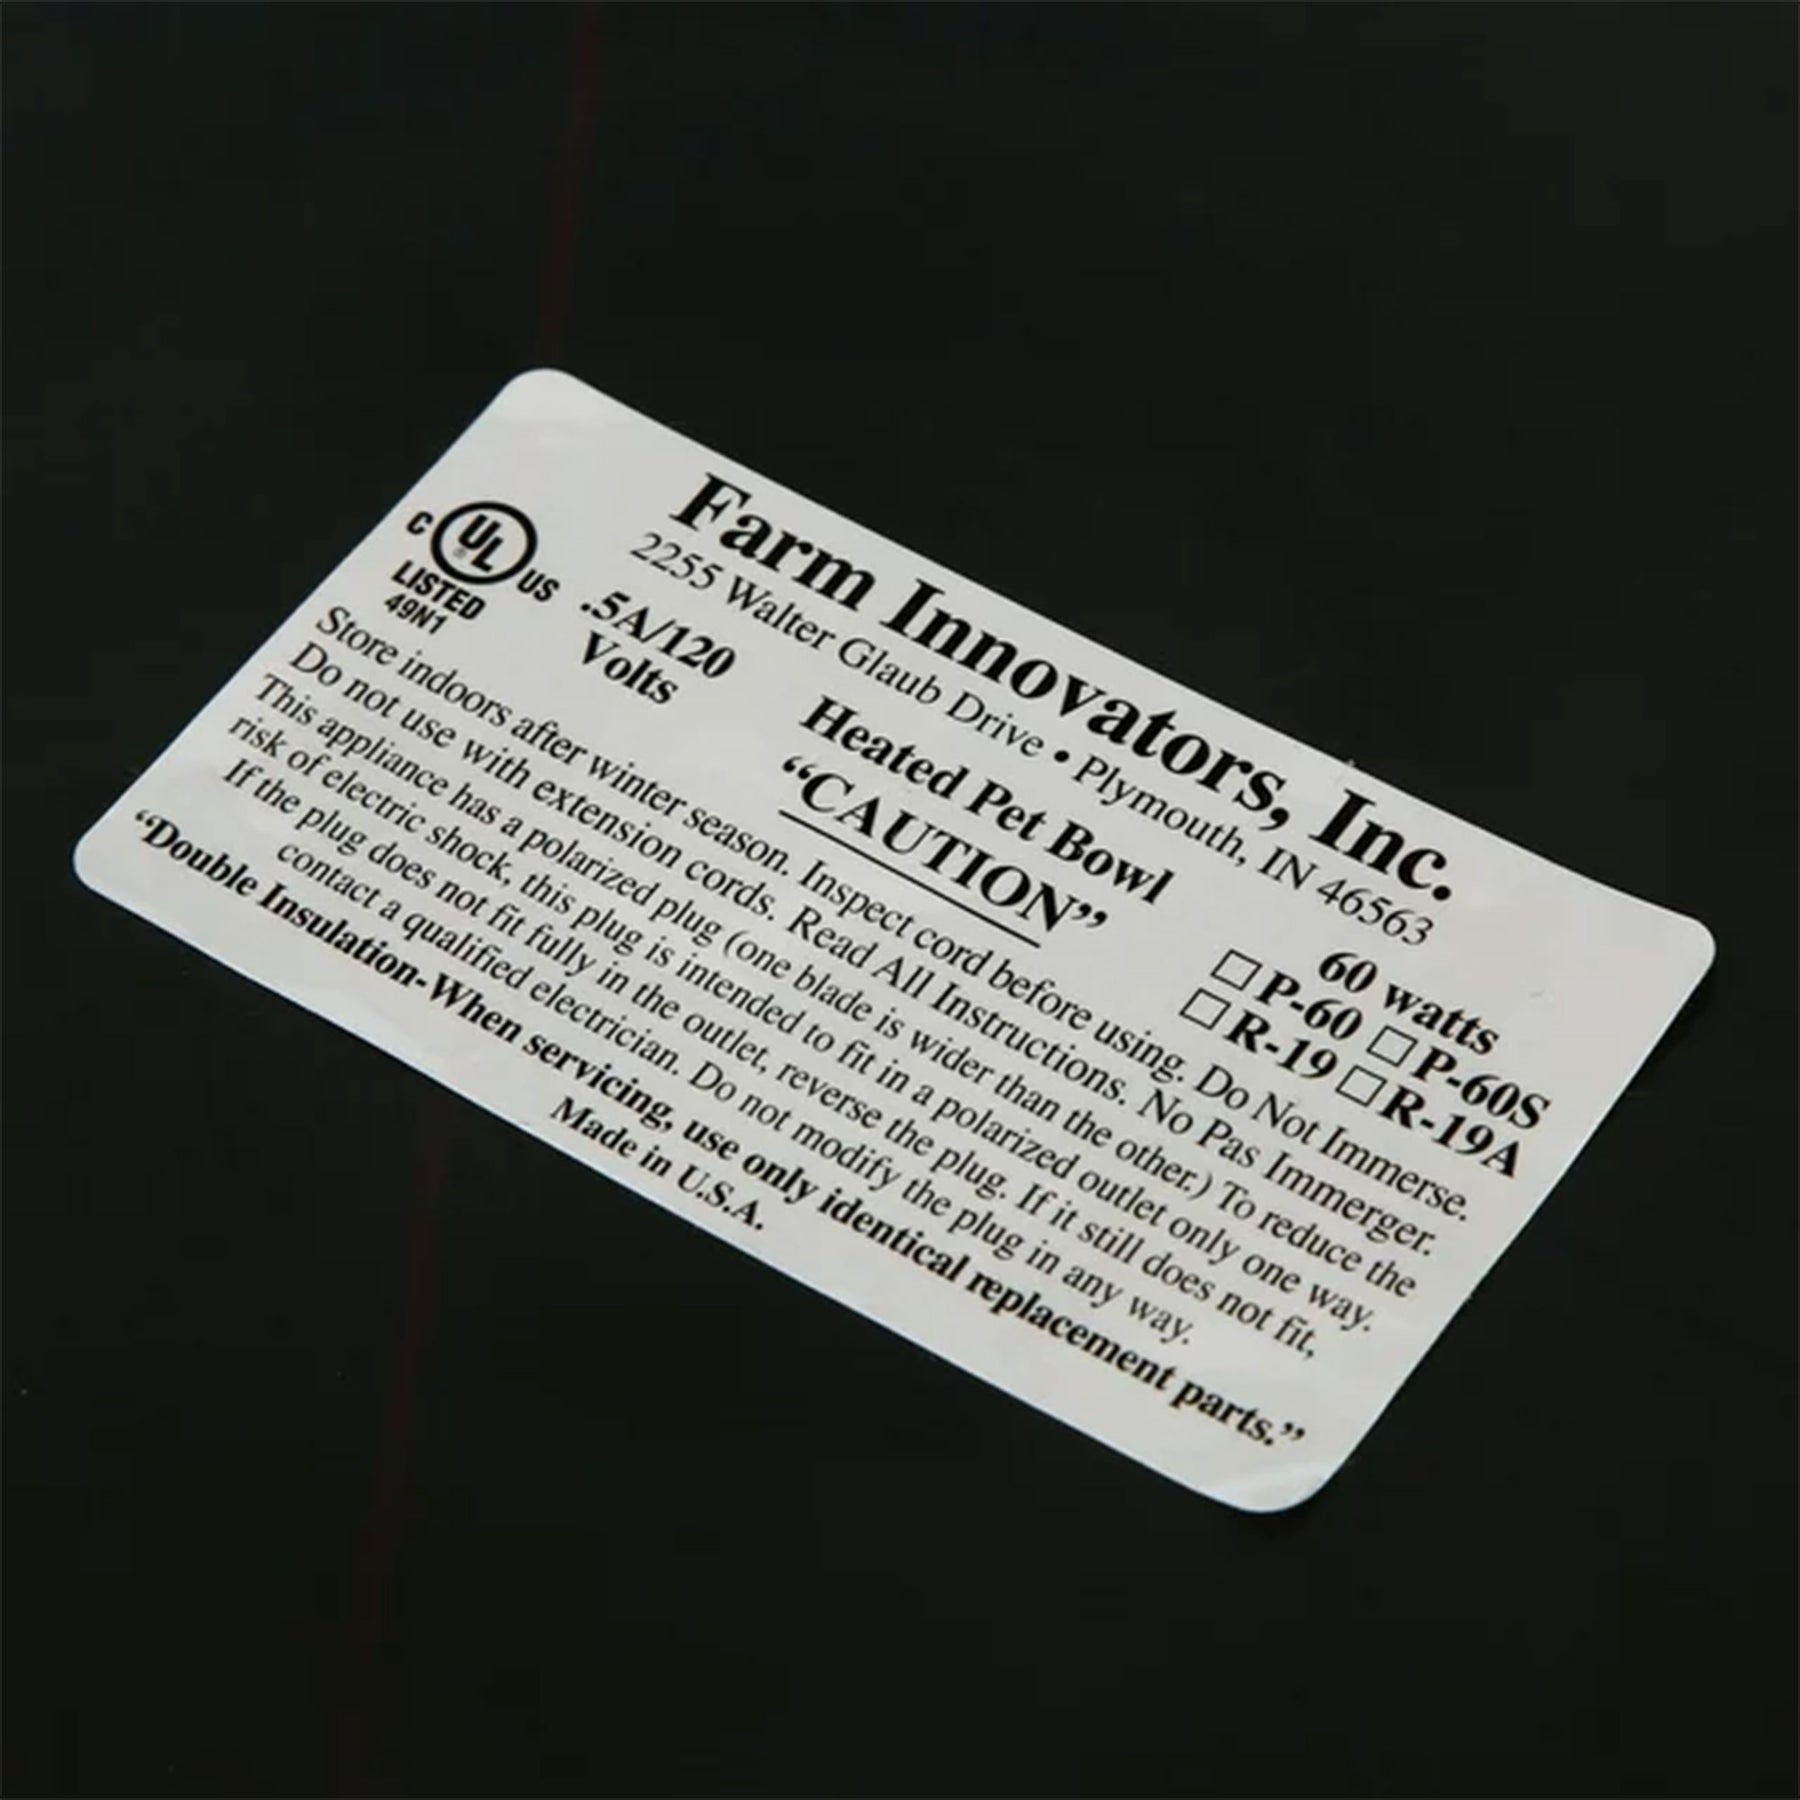 Farm Innovators, Inc.
2255 Walter Glaub Drive • Plymouth, IN 46563
C UL® US
LISTED
49N1
.5A/120
Volts
Heated Pet Bowl
“CAUTION”
60 watts
☐ P-60 ☐ P-60S
☐ R-19 ☐ R-19A
Store indoors after winter season. Inspect cord before using. Do Not Immerse.
Do not use with extension cords. Read All Instructions. No Pas Immerger.
This appliance has a polarized plug (one blade is wider than the other.) To reduce the
risk of electric shock, this plug is intended to fit in a polarized outlet only one way.
If the plug does not fit fully in the outlet, reverse the plug. If it still does not fit,
contact a qualified electrician. Do not modify the plug in any way.
“Double Insulation-When servicing, use only identical replacement parts.”
Made in U.S.A.